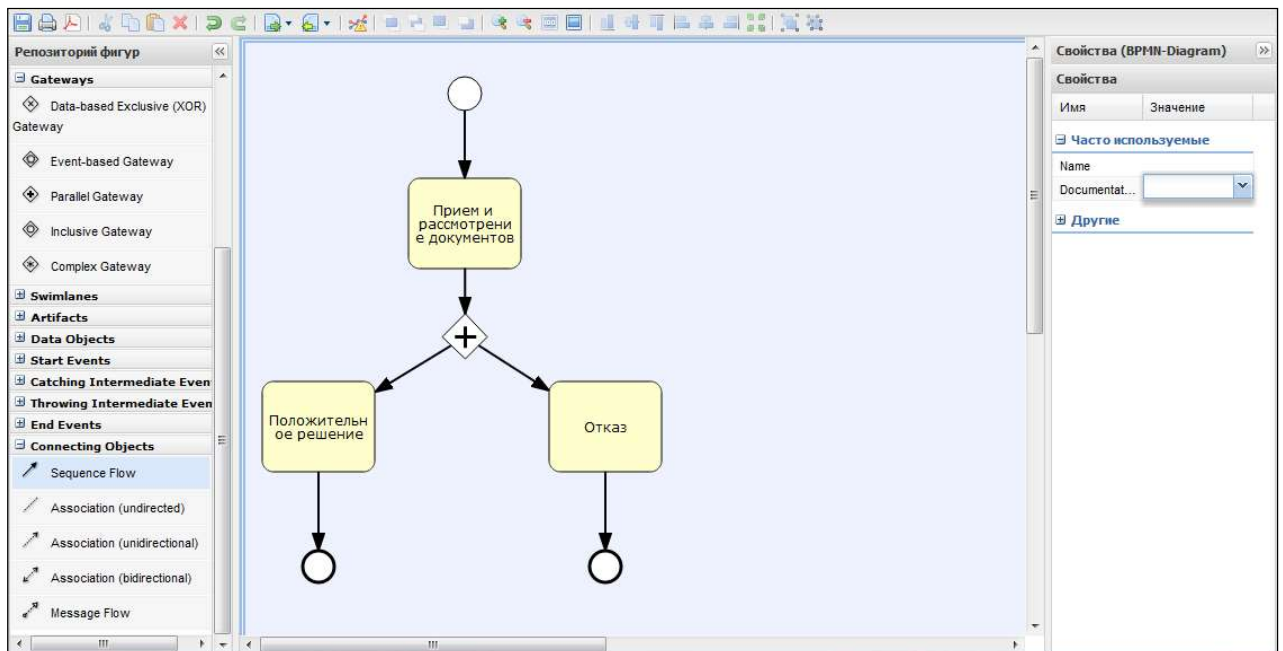 Репозиторий фигур
Gateways
Data-based Exclusive (XOR)
Gateway
Event-based Gateway
Parallel Gateway
Inclusive Gateway
Complex Gateway
Swimlanes
Artifacts
Data Objects
Start Events
Catching Intermediate Even
Throwing Intermediate Even
End Events
Connecting Objects
Sequence Flow
Association (undirected)
Association (unidirectional)
Association (bidirectional)
Message Flow
Прием и
рассмотрени
е документов
Положительн
ое решение
Отказ
Свойства (BPMN-Diagram)
Свойства
Имя Значение
Часто используемые
Name
Documentat...
Другие